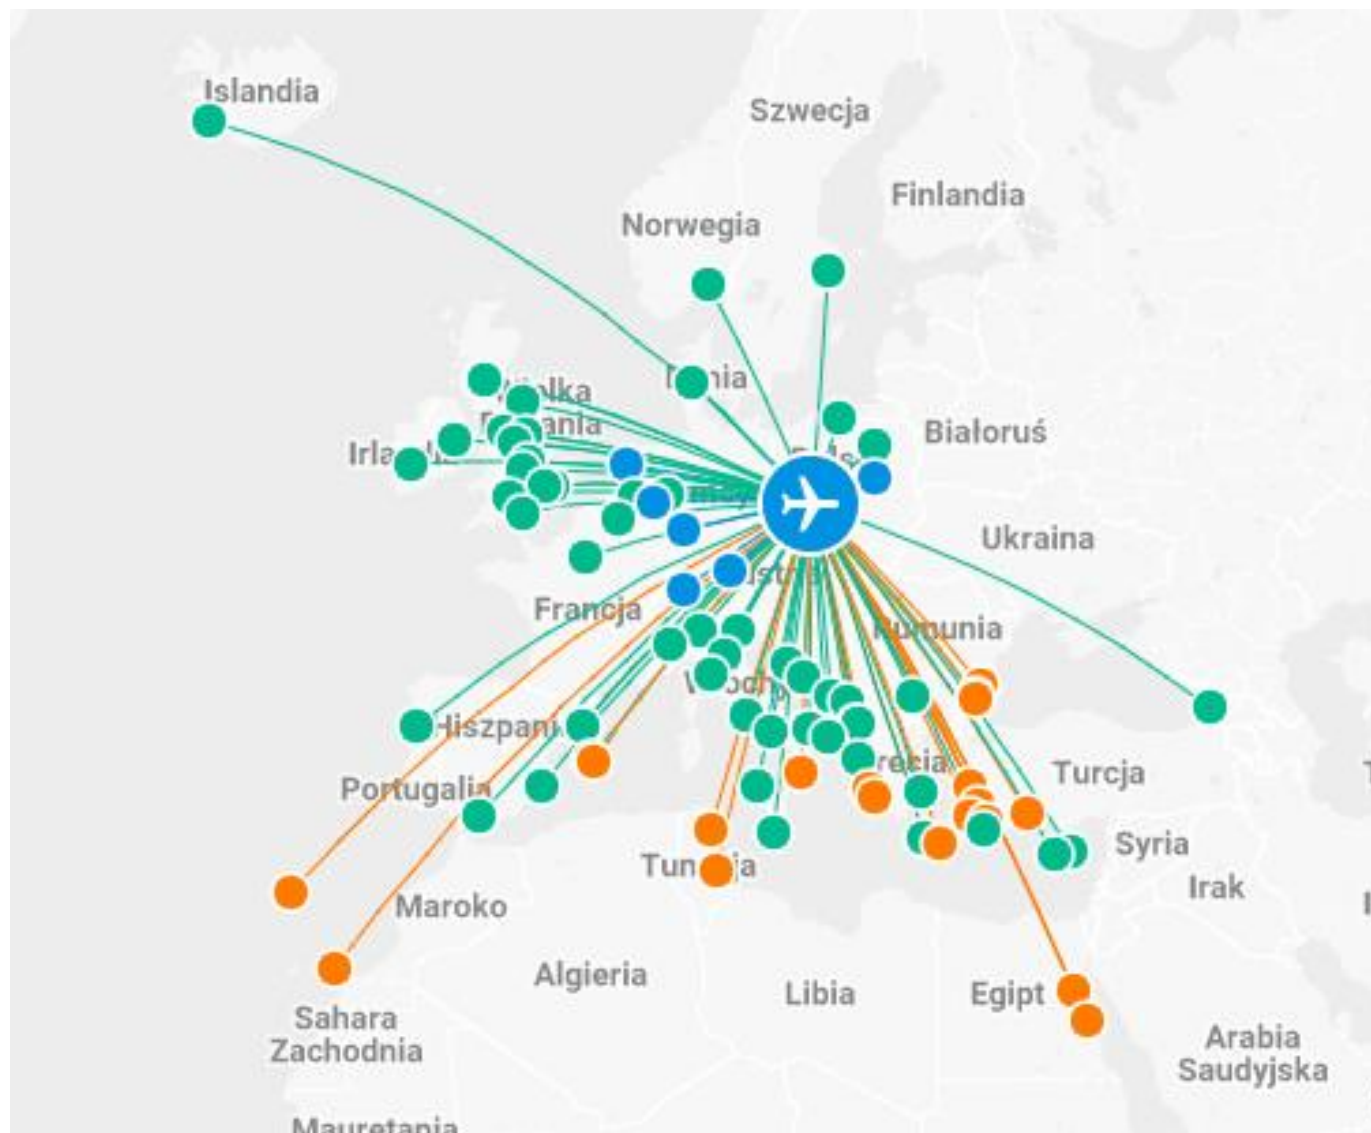 Islandia
Szwecja
Finlandia
Norwegia
Białoruś
Ukraina
Francja
Rumunia
Hiszpani
Portugalia
Turcja
Syria
Irak
Maroko
Algieria
Libia
Egipt
Sahara
Zachodnia
Arabia
Saudyjska
Mauretania